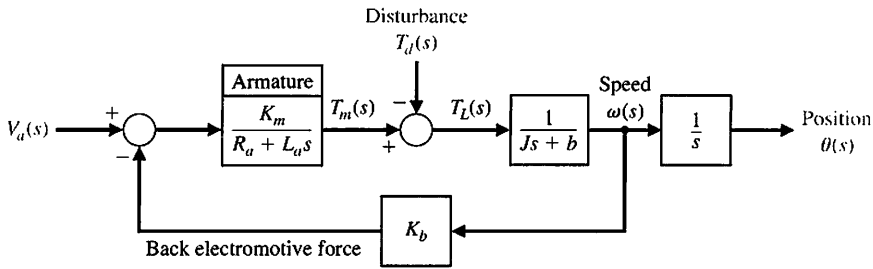 Disturbance
T_d(s)
Armature
K_m
R_a + L_a s
V_a(s)
+
−
T_m(s)
−
+
T_L(s)
1
Js + b
Speed
ω(s)
1
s
Position
θ(s)
K_b
Back electromotive force